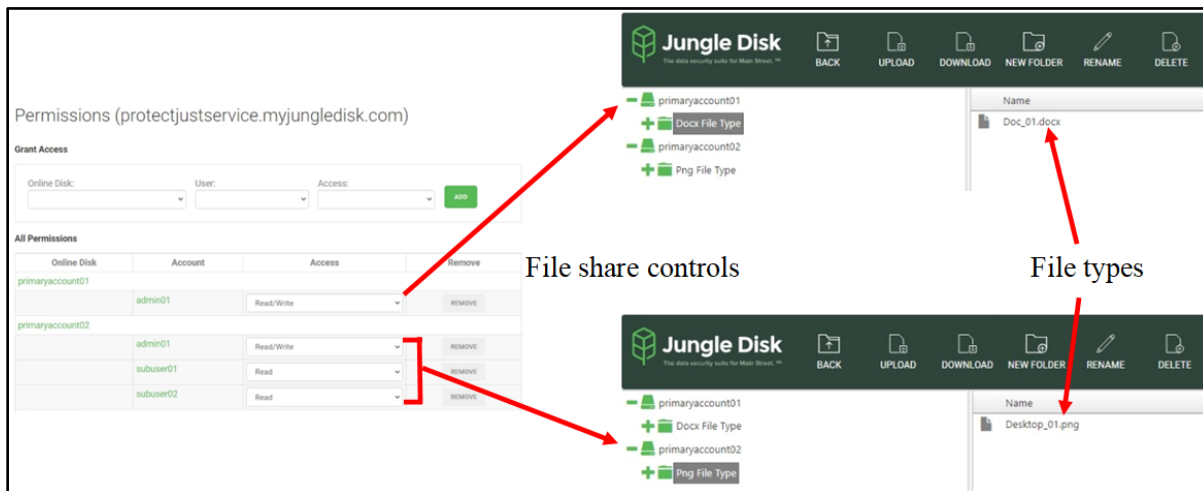 Permissions (protectjustservice.myjungledisk.com)
Grant Access
Online Disk: User: Access:
ADD
All Permissions
Online Disk Account Access Remove
primaryaccount01
admin01 Read/Write REMOVE
primaryaccount02
admin01 Read/Write REMOVE
subuser01 Read REMOVE
subuser02 Read REMOVE
File share controls
File types
Jungle Disk
The data security suite for Main Street. ™
BACK UPLOAD DOWNLOAD NEW FOLDER RENAME DELETE
primaryaccount01
Docx File Type
primaryaccount02
Png File Type
Name
Doc_01.docx
Jungle Disk
The data security suite for Main Street. ™
BACK UPLOAD DOWNLOAD NEW FOLDER RENAME DELETE
primaryaccount01
Docx File Type
primaryaccount02
Png File Type
Name
Desktop_01.png